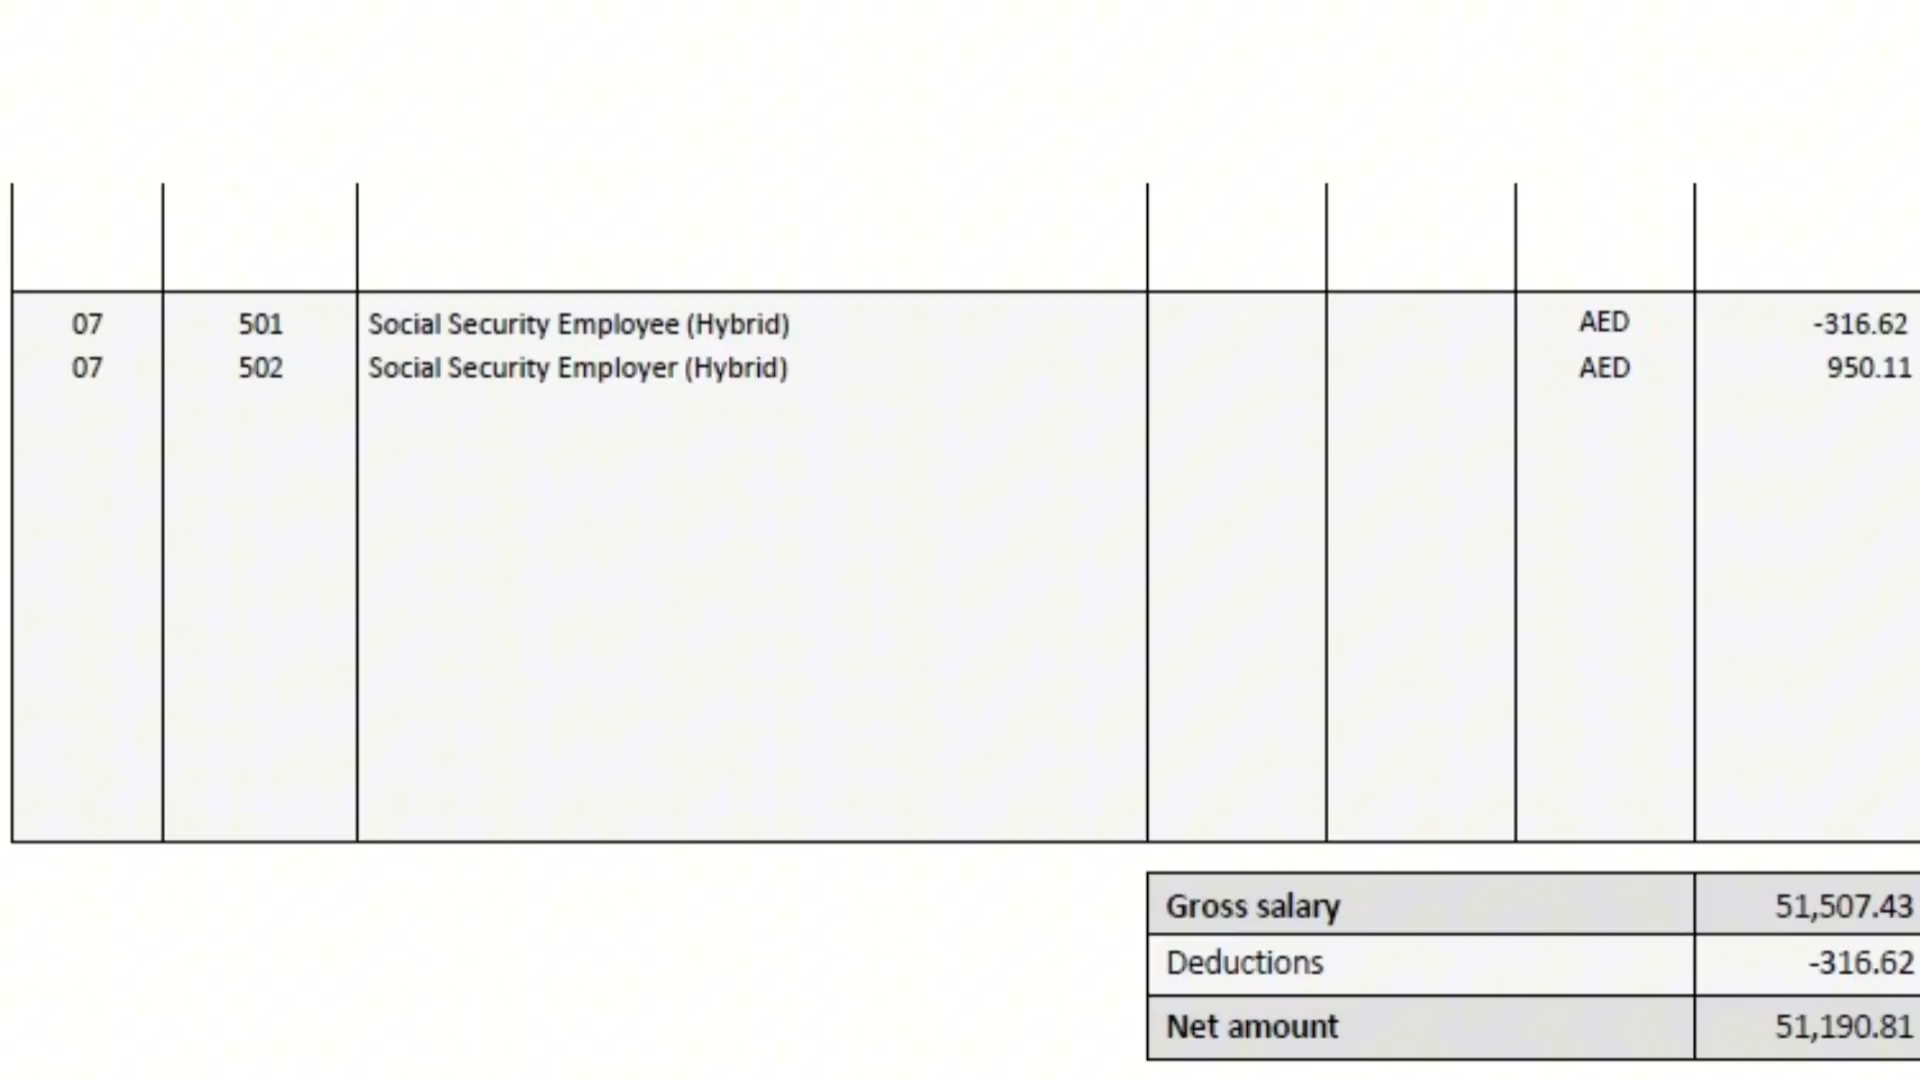 07 501 Social Security Employee (Hybrid) AED -316.62
07 502 Social Security Employer (Hybrid) AED 950.11
Gross salary 51,507.43
Deductions -316.62
Net amount 51,190.81